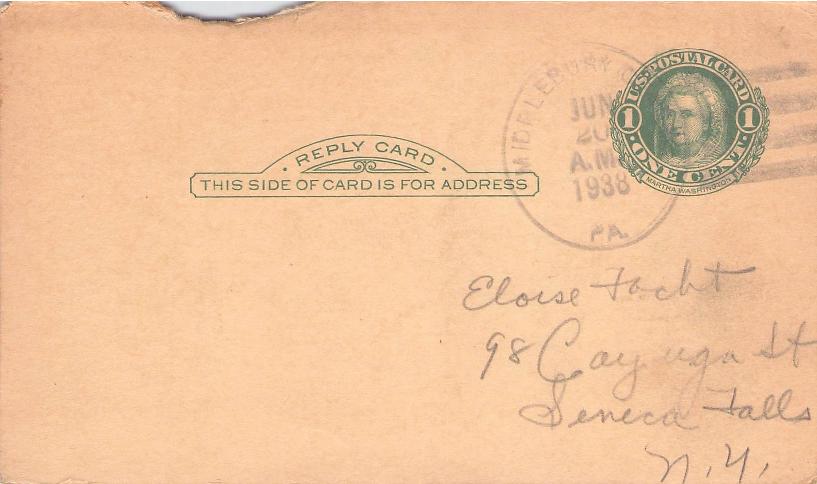 MIDDLEBURY
JUN
20
A.M.
1938
PA.
U.S. POSTAL CARD
1 1
ONE CENT
MARTHA WASHINGTON
REPLY CARD
THIS SIDE OF CARD IS FOR ADDRESS
Eloise Facht
98 Cayuga St
Seneca Falls
N.Y.